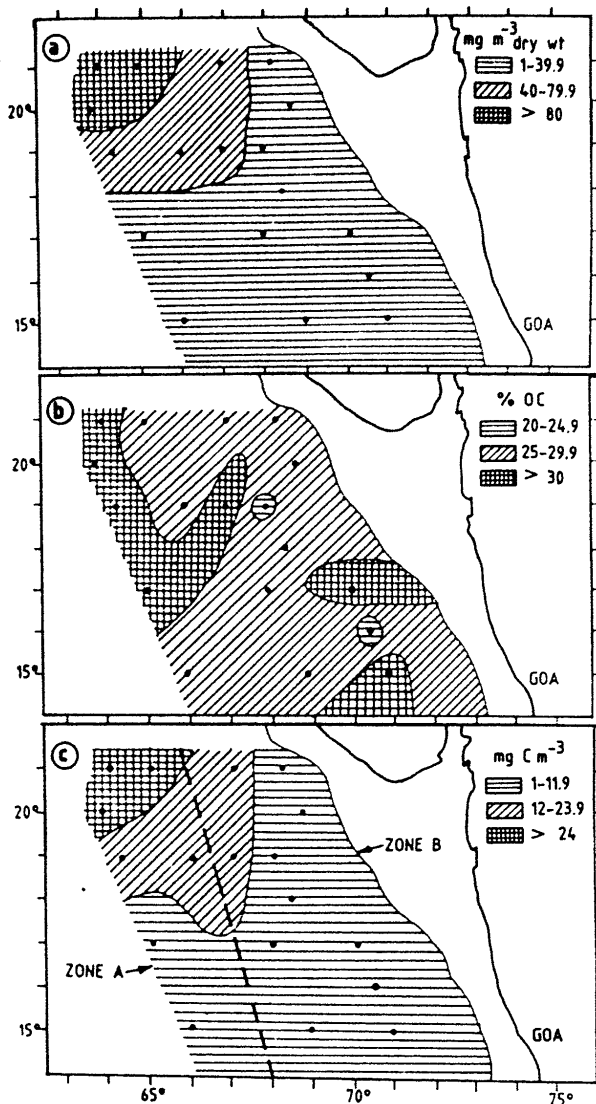 a
mg m⁻³ dry wt
1-39.9
40-79.9
> 80
20°
15°
GOA
b
% OC
20-24.9
25-29.9
> 30
20°
15°
GOA
c
mg C m⁻³
1-11.9
12-23.9
> 24
20°
ZONE B
ZONE A
15°
GOA
65°
70°
75°